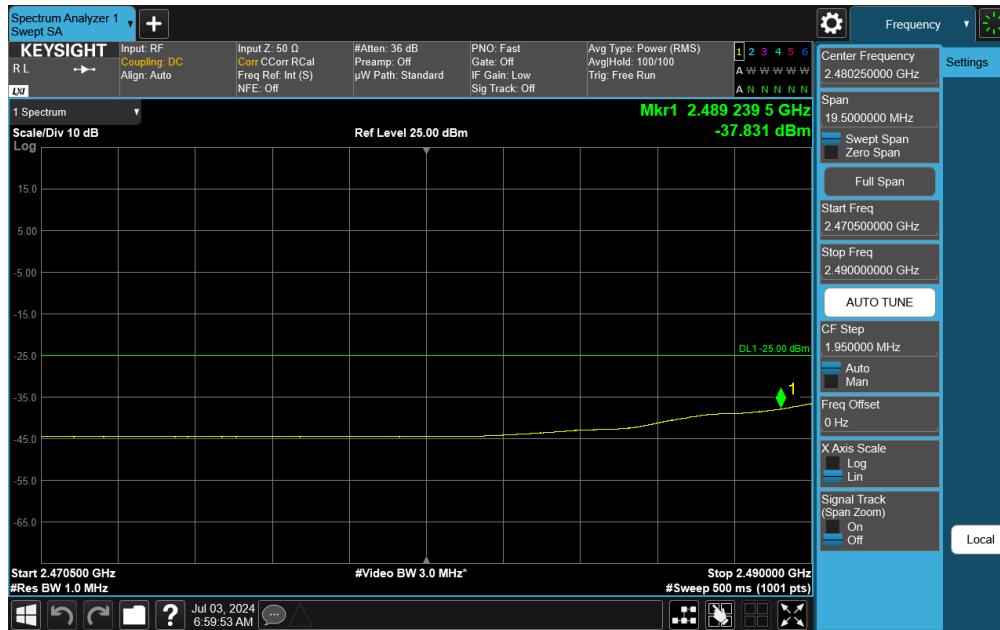 Spectrum Analyzer 1
Swept SA
Frequency
KEYSIGHT
R L
LXI
Input: RF
Coupling: DC
Align: Auto
Input Z: 50 Ω
Corr CCorr RCal
Freq Ref: Int (S)
NFE: Off
#Atten: 36 dB
Preamp: Off
µW Path: Standard
PNO: Fast
Gate: Off
IF Gain: Low
Sig Track: Off
Avg Type: Power (RMS)
Avg|Hold: 100/100
Trig: Free Run
1 2 3 4 5 6
A W W W W W
A N N N N N
1 Spectrum
Scale/Div 10 dB
Log
Ref Level 25.00 dBm
Mkr1 2.489 239 5 GHz
-37.831 dBm
15.0
5.00
-5.00
-15.0
-25.0
-35.0
-45.0
-55.0
-65.0
DL1 -25.00 dBm
1
Start 2.470500 GHz
#Res BW 1.0 MHz
#Video BW 3.0 MHz*
Stop 2.490000 GHz
#Sweep 500 ms (1001 pts)
Center Frequency
2.480250000 GHz
Span
19.5000000 MHz
Swept Span
Zero Span
Full Span
Start Freq
2.470500000 GHz
Stop Freq
2.490000000 GHz
AUTO TUNE
CF Step
1.950000 MHz
Auto
Man
Freq Offset
0 Hz
X Axis Scale
Log
Lin
Signal Track
(Span Zoom)
On
Off
Settings
Local
?
Jul 03, 2024
6:59:53 AM